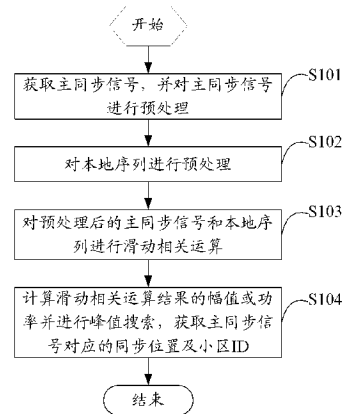 开始
获取主同步信号，并对主同步信号
进行预处理
S101
对本地序列进行预处理
S102
对预处理后的主同步信号和本地序
列进行滑动相关运算
S103
计算滑动相关运算结果的幅值或功
率并进行峰值搜索，获取主同步信
号对应的同步位置及小区ID
S104
结束